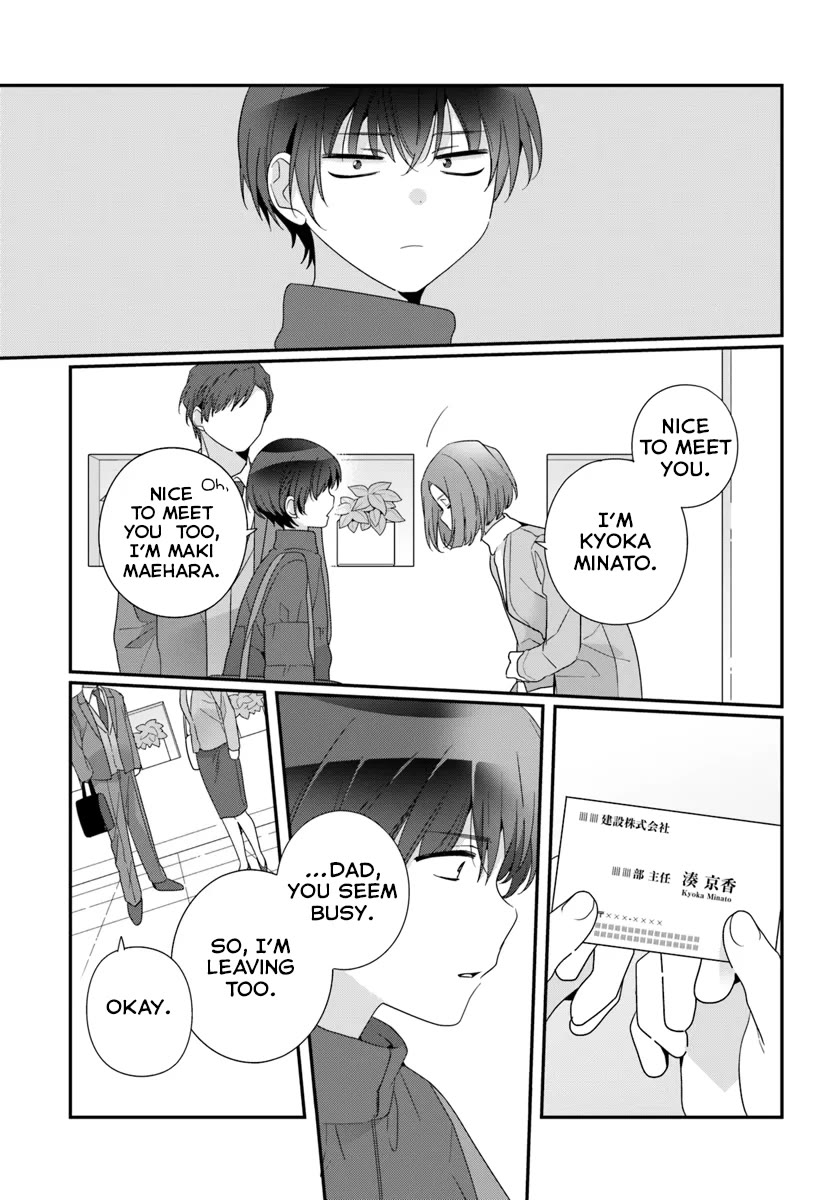 NICE
TO MEET
YOU.
I'M
KYOKA
MINATO.
Oh,
NICE
TO MEET
YOU TOO,
I'M MAKI
MAEHARA.
建設株式会社
部 主任 湊 京香
Kyoka Minato
〒×××-××××
...DAD,
YOU SEEM
BUSY.
SO, I'M
LEAVING
TOO.
OKAY.